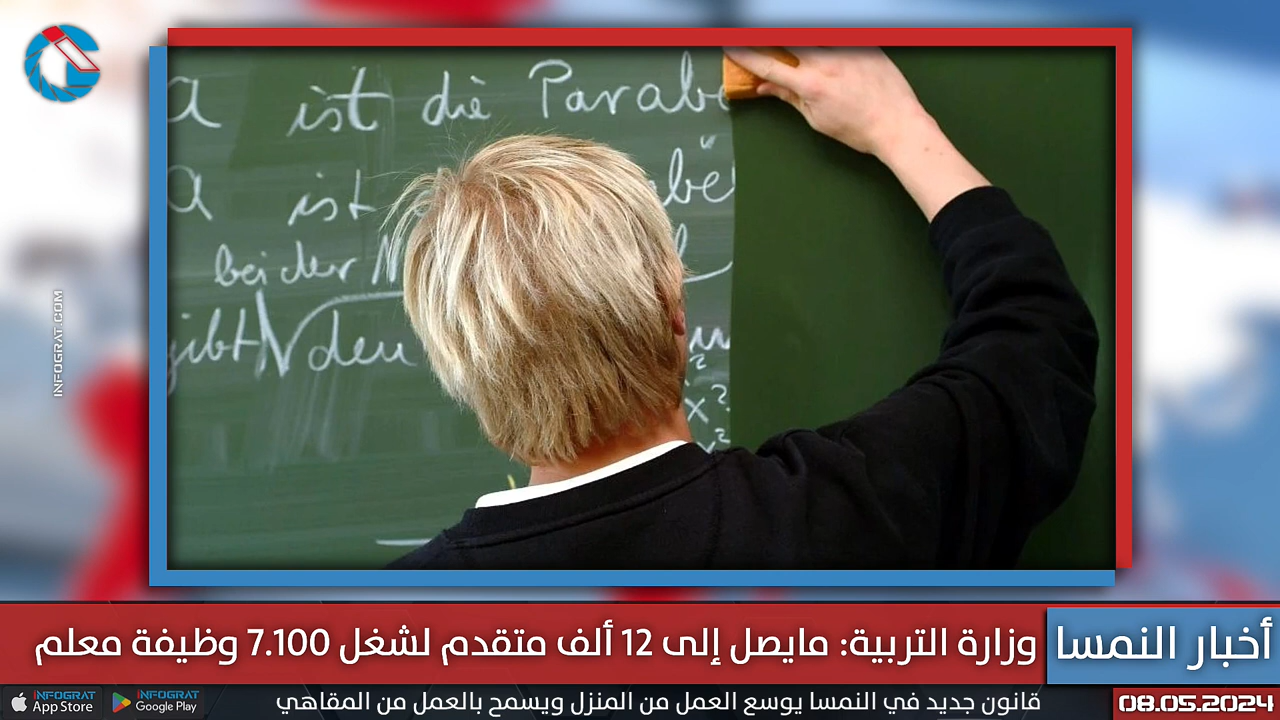 a ist die Parabe
a ist
bei der
gibt den
INFOGRAT.COM
أخبار النمسا
وزارة التربية: مايصل إلى 12 ألف متقدم لشغل 7.100 وظيفة معلم
08.05.2024
قانون جديد في النمسا يوسع العمل من المنزل ويسمح بالعمل من المقاهي
INFOGRAT
Google Play
INFOGRAT
App Store